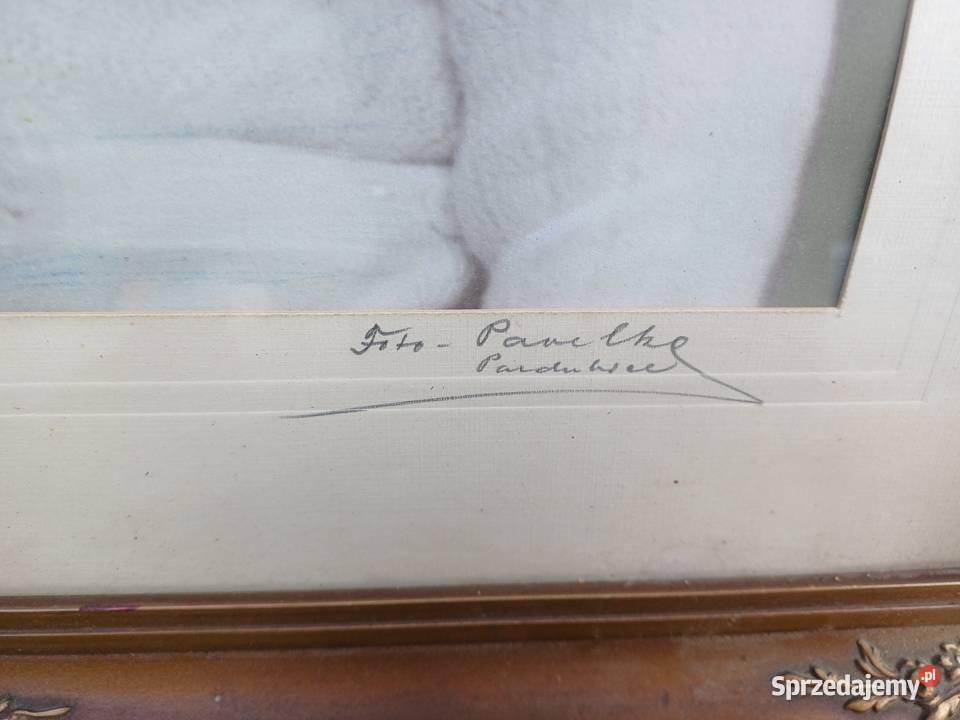 Foto - Pavelka
Pardubice
Sprzedajemy.pl